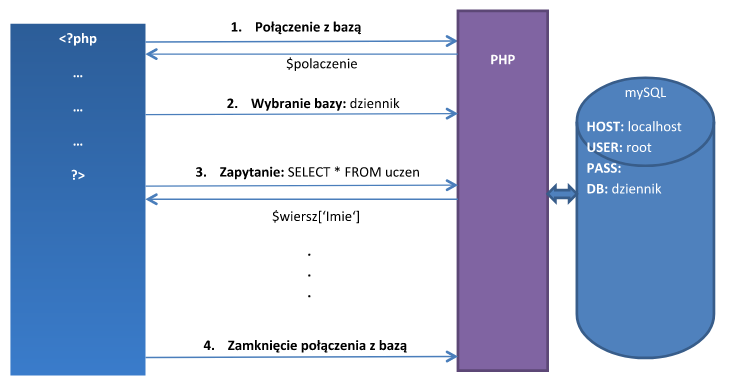 <?php
...
...
...
?>
1. Połączenie z bazą
$polaczenie
2. Wybranie bazy: dziennik
3. Zapytanie: SELECT * FROM uczen
$wiersz['Imie']
.
.
.
4. Zamknięcie połączenia z bazą
PHP
mySQL
HOST: localhost
USER: root
PASS:
DB: dziennik